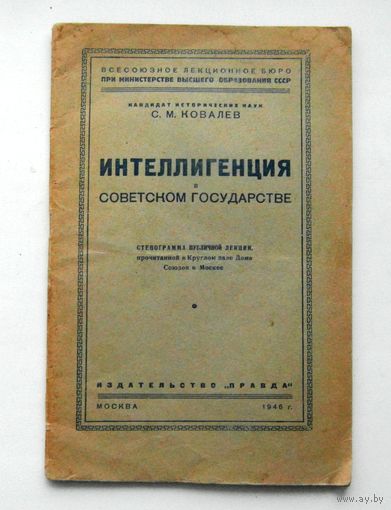 ВСЕСОЮЗНОЕ ЛЕКЦИОННОЕ БЮРО
ПРИ МИНИСТЕРСТВЕ ВЫСШЕГО ОБРАЗОВАНИЯ СССР
КАНДИДАТ ИСТОРИЧЕСКИХ НАУК
С. М. КОВАЛЕВ
ИНТЕЛЛИГЕНЦИЯ
В
СОВЕТСКОМ ГОСУДАРСТВЕ
СТЕНОГРАММА ПУБЛИЧНОЙ ЛЕКЦИИ,
прочитанной в Круглом зале Дома
Союзов в Москве
ИЗДАТЕЛЬСТВО „ПРАВДА“
МОСКВА 1946 г.
www.ay.by